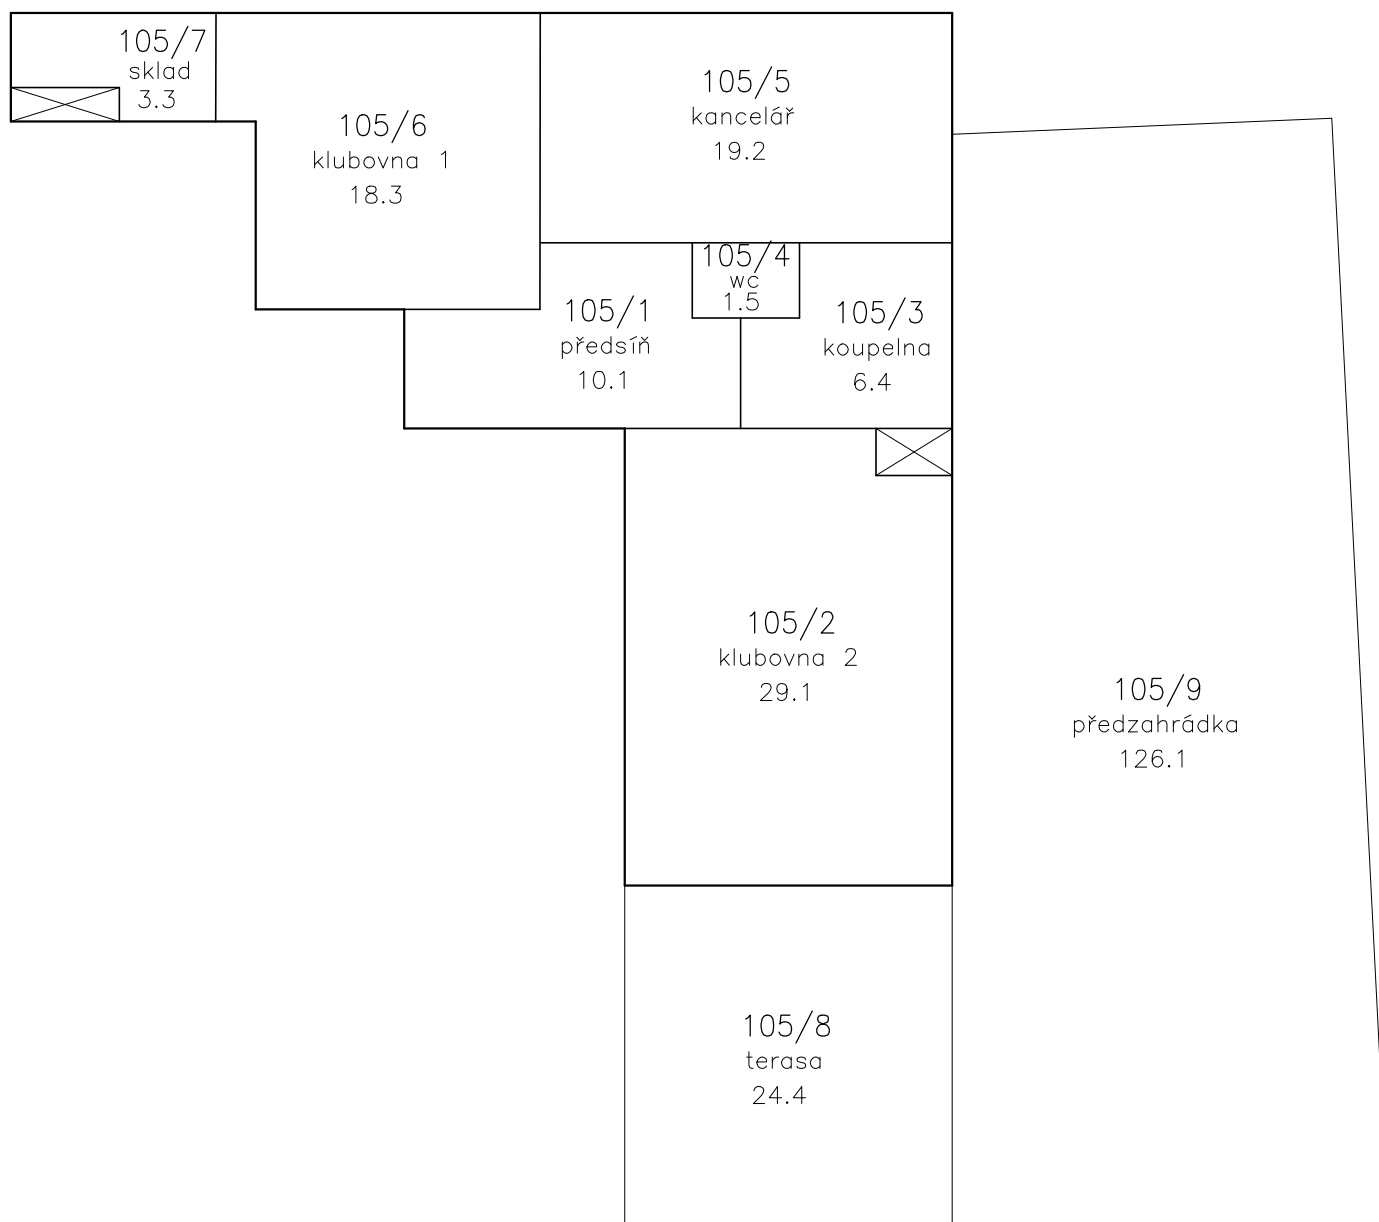 105/7
sklad
3.3
105/6
klubovna 1
18.3
105/5
kancelář
19.2
105/4
wc
1.5
105/1
předsíň
10.1
105/3
koupelna
6.4
105/2
klubovna 2
29.1
105/9
předzahrádka
126.1
105/8
terasa
24.4